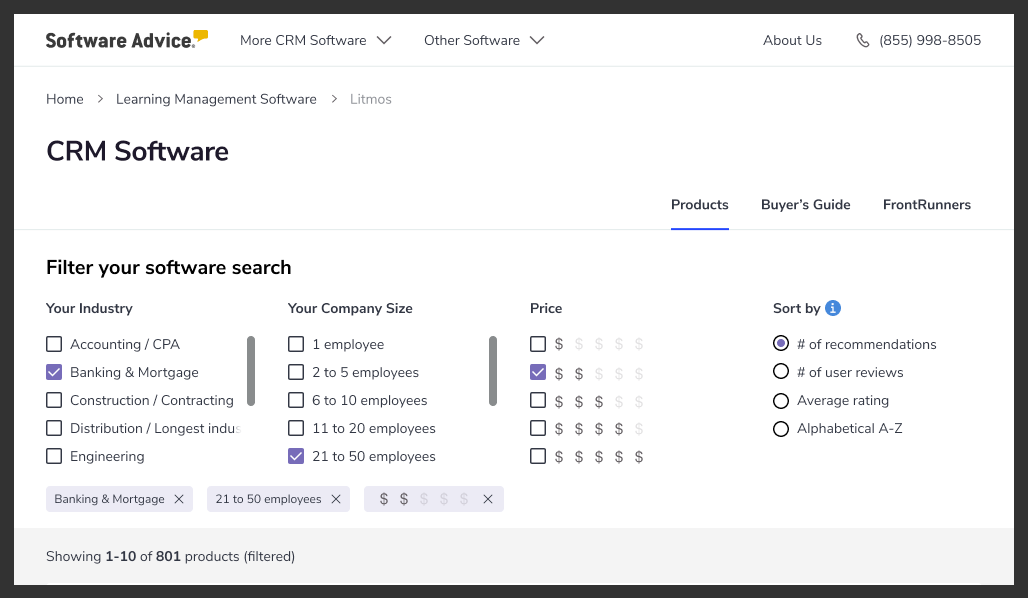 Software Advice. More CRM Software Other Software About Us (855) 998-8505
Home > Learning Management Software > Litmos
CRM Software
Products Buyer’s Guide FrontRunners
Filter your software search
Your Industry Your Company Size Price Sort by i
Accounting / CPA 1 employee $ $ $ $ $ # of recommendations
Banking & Mortgage 2 to 5 employees $ $ $ $ $ # of user reviews
Construction / Contracting 6 to 10 employees $ $ $ $ $ Average rating
Distribution / Longest indus 11 to 20 employees $ $ $ $ $ Alphabetical A-Z
Engineering 21 to 50 employees $ $ $ $ $
Banking & Mortgage 21 to 50 employees $ $ $ $ $
Showing 1-10 of 801 products (filtered)